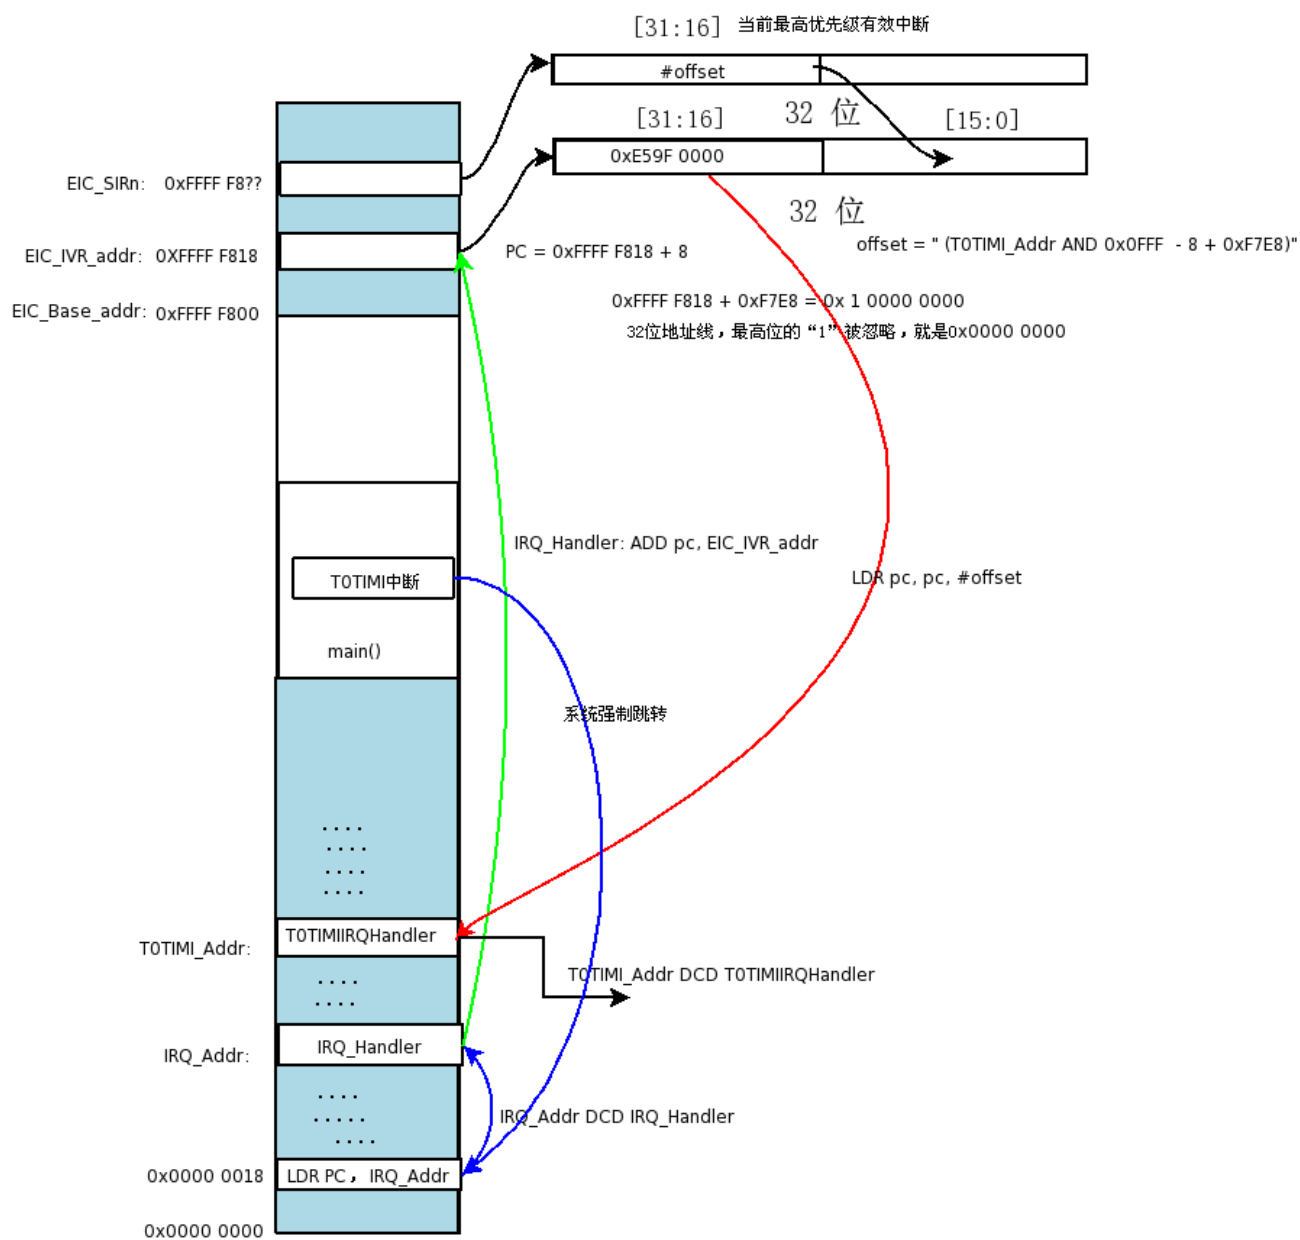 [31:16] 当前最高优先级有效中断
#offset
32 位
[31:16]
[15:0]
0xE59F 0000
32 位
EIC_SIRn: 0xFFFF F8??
EIC_IVR_addr: 0XFFFF F818
PC = 0xFFFF F818 + 8
offset = " (T0TIMI_Addr AND 0x0FFF - 8 + 0xF7E8)"
EIC_Base_addr: 0xFFFF F800
0xFFFF F818 + 0xF7E8 = 0x 1 0000 0000
32位地址线，最高位的“1”被忽略，就是0x0000 0000
IRQ_Handler: ADD pc, EIC_IVR_addr
T0TIMI中断
LDR pc, pc, #offset
main()
系统强制跳转
....
....
....
....
T0TIMI_Addr:
T0TIMIIRQHandler
T0TIMI_Addr DCD T0TIMIIRQHandler
....
....
IRQ_Addr:
IRQ_Handler
....
.....
....
IRQ_Addr DCD IRQ_Handler
0x0000 0018
LDR PC， IRQ_Addr
0x0000 0000